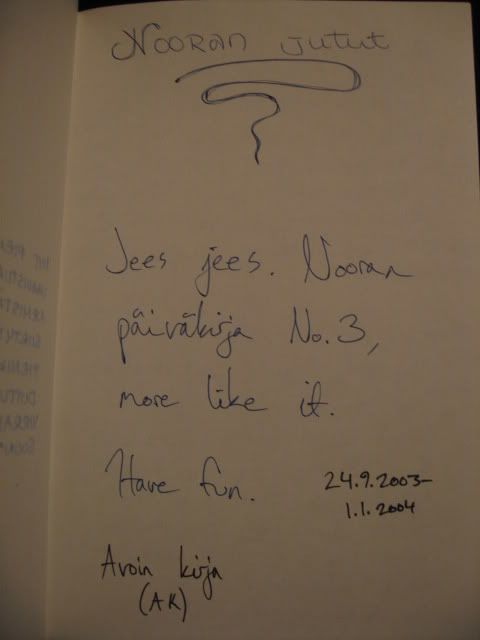 Nooran jutut
Jees jees. Nooran
päiväkirja No. 3,
more like it.
Have fun.
24.9.2003–
1.1.2004
Avoin kirja
(AK)